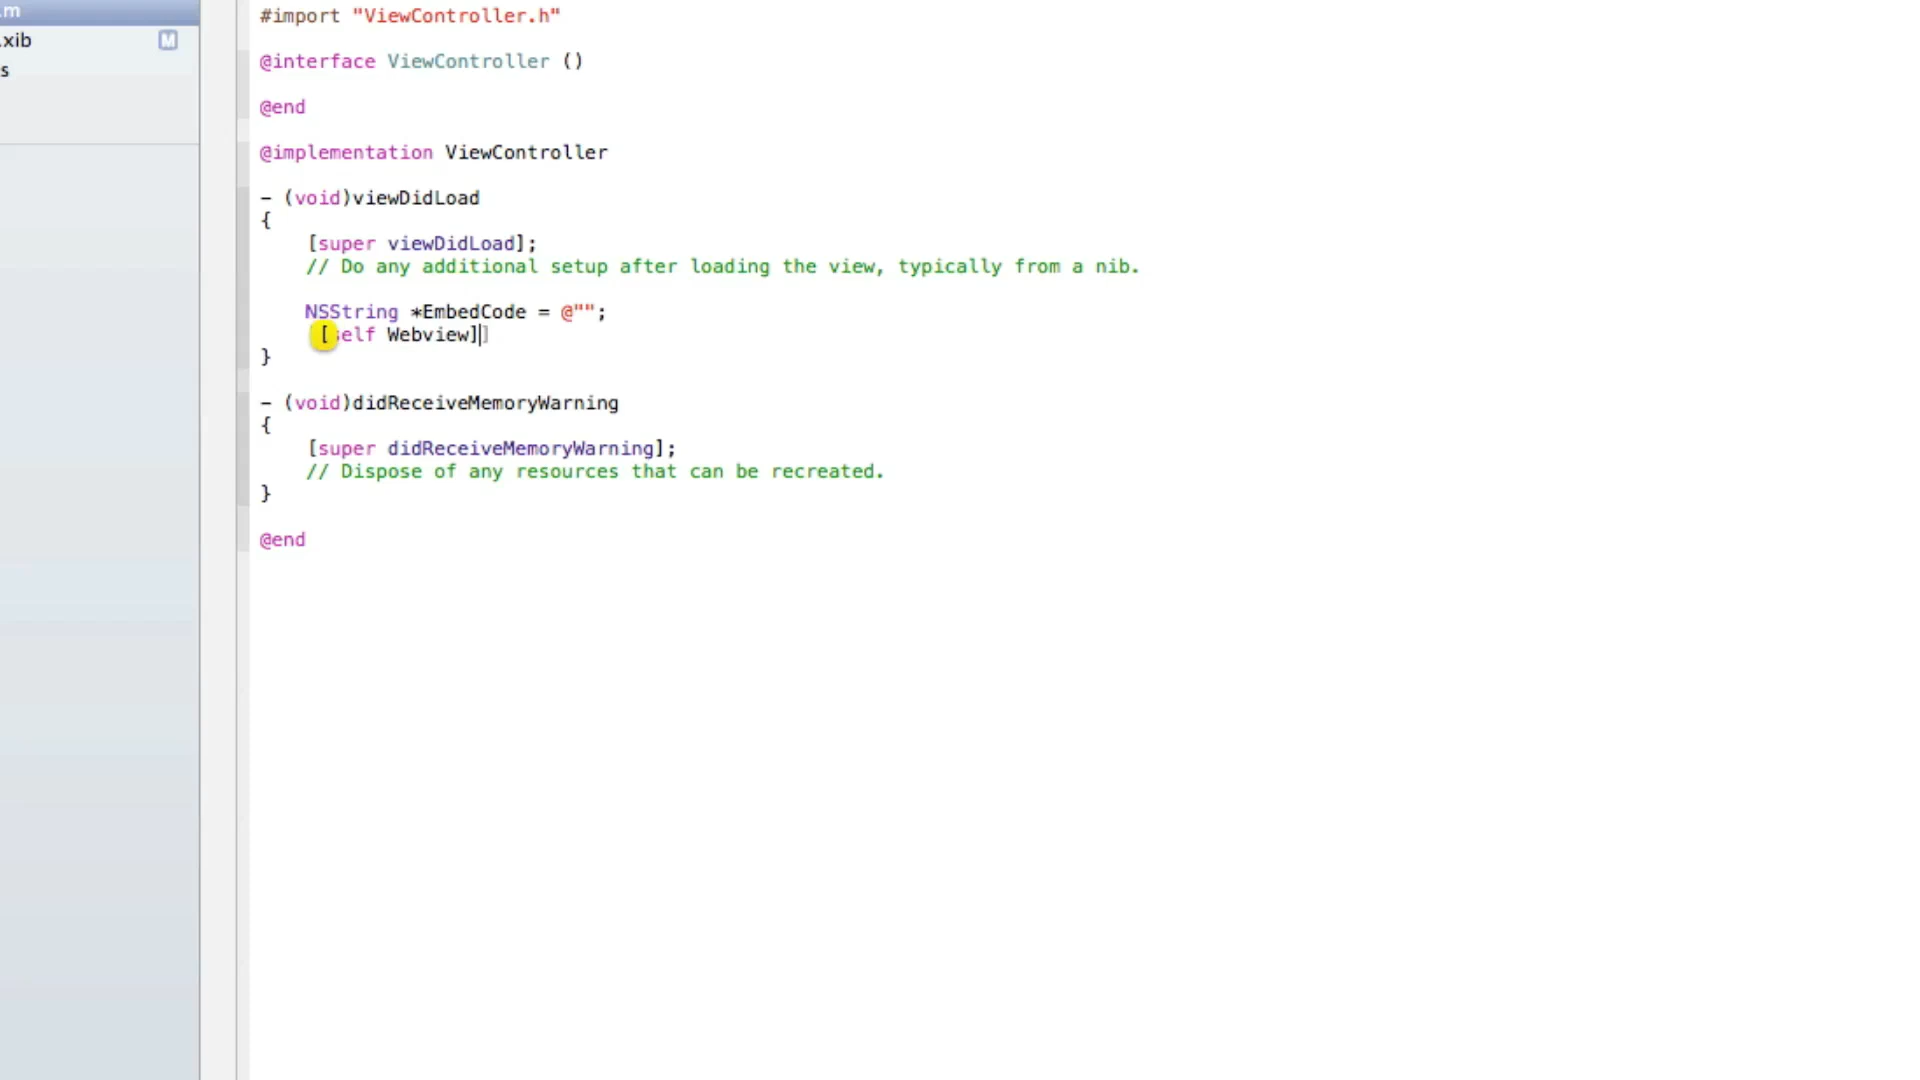 .m
.xib
M
s
#import "ViewController.h"
@interface ViewController ()
@end
@implementation ViewController
- (void)viewDidLoad
{
[super viewDidLoad];
// Do any additional setup after loading the view, typically from a nib.
NSString *EmbedCode = @"";
[self Webview]]
}
- (void)didReceiveMemoryWarning
{
[super didReceiveMemoryWarning];
// Dispose of any resources that can be recreated.
}
@end